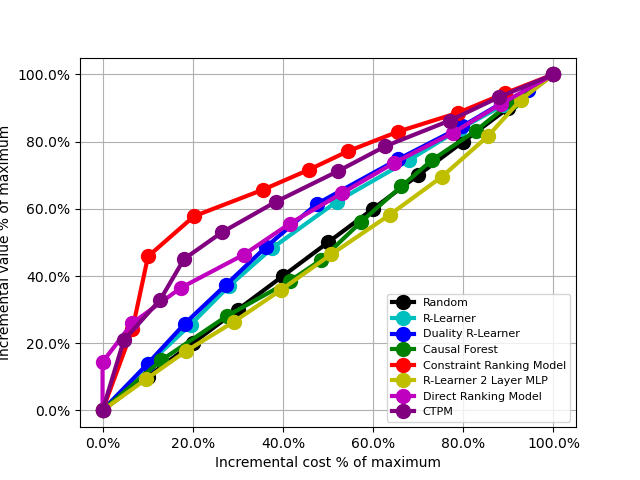 100.0%
80.0%
60.0%
40.0%
20.0%
0.0%
Incremental value % of maximum
0.0%
20.0%
40.0%
60.0%
80.0%
100.0%
Incremental cost % of maximum
Random
R-Learner
Duality R-Learner
Causal Forest
Constraint Ranking Model
R-Learner 2 Layer MLP
Direct Ranking Model
CTPM